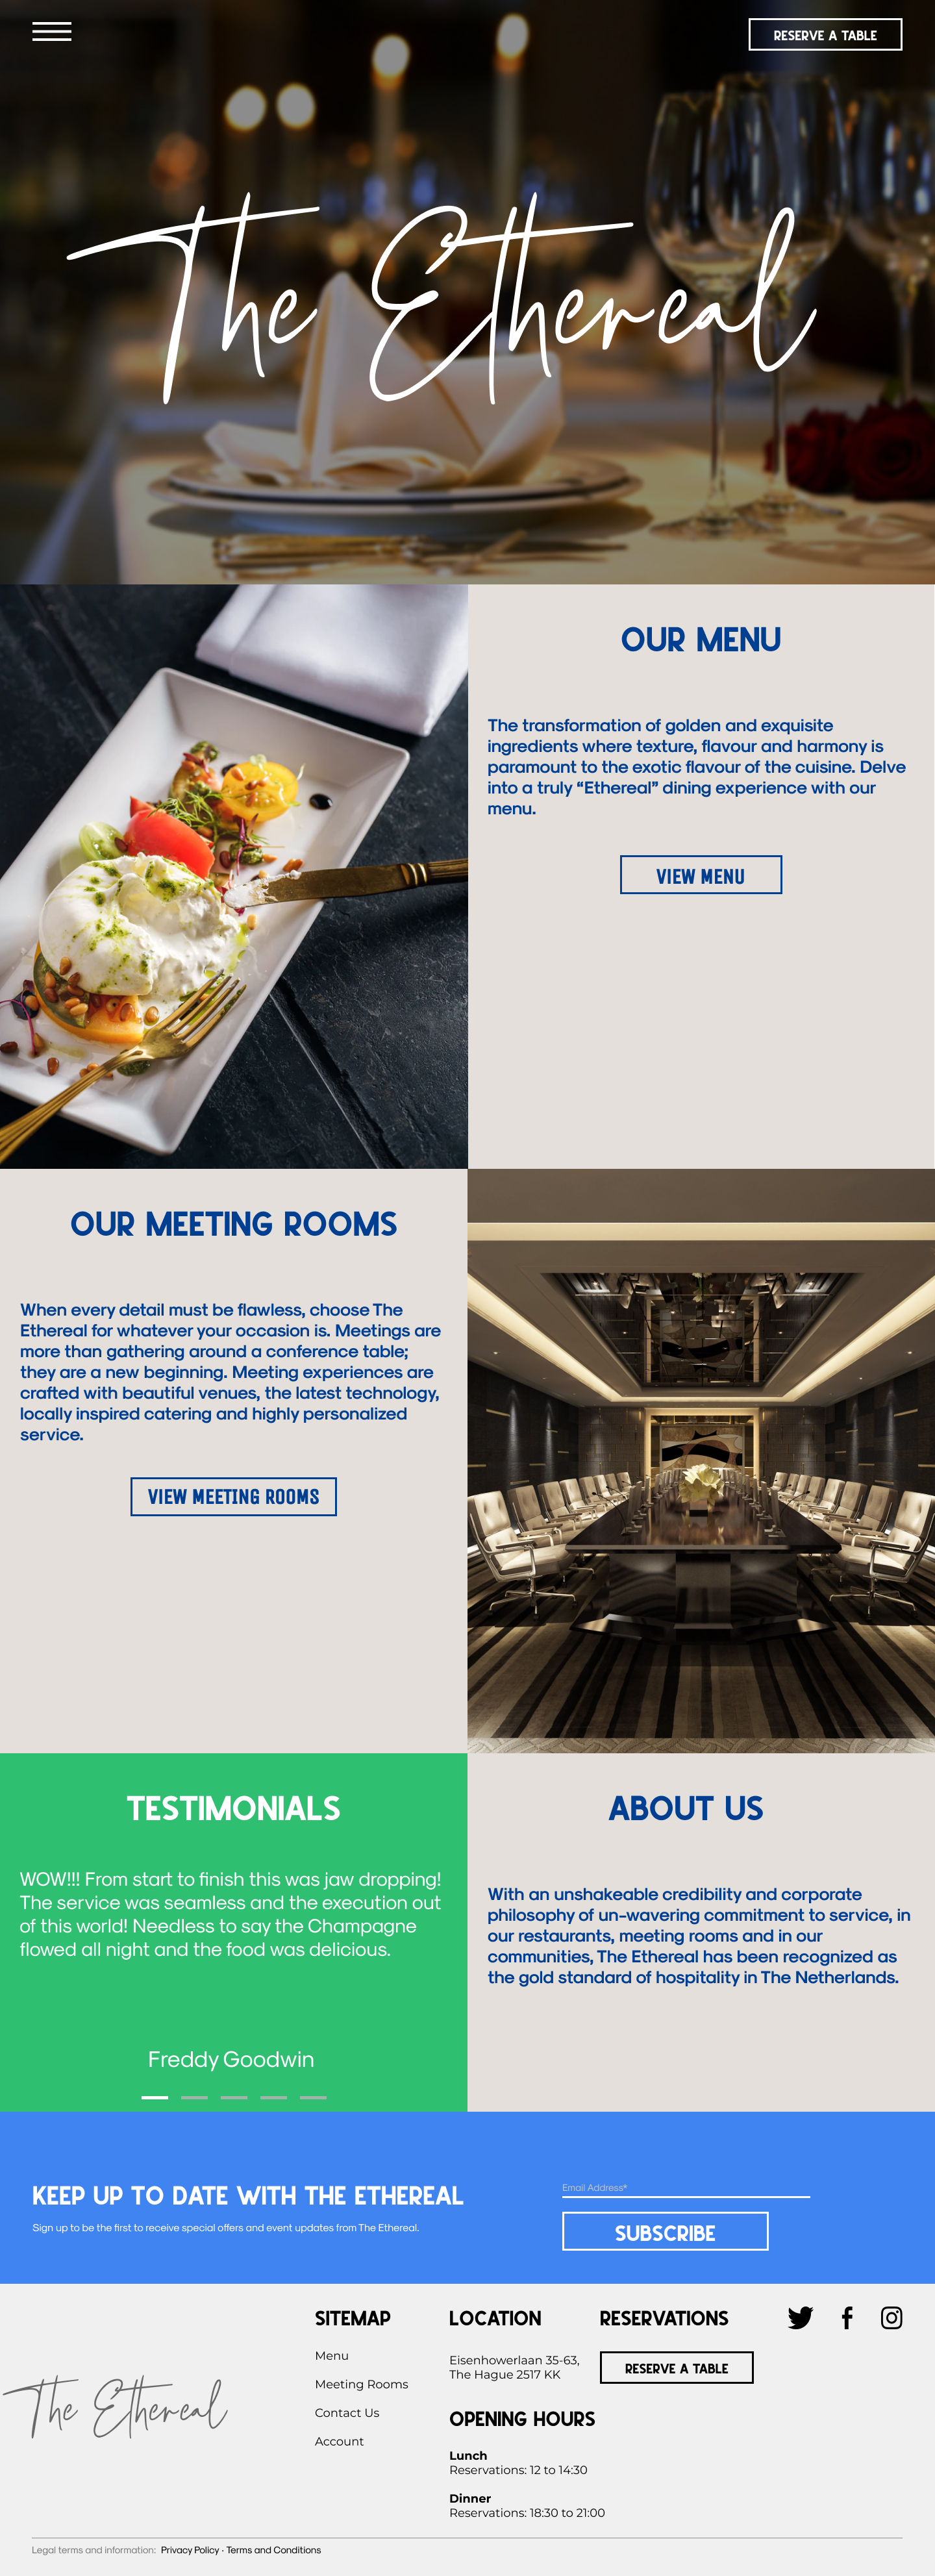 RESERVE A TABLE
The Ethereal
OUR MENU
The transformation of golden and exquisite
ingredients where texture, flavour and harmony is
paramount to the exotic flavour of the cuisine. Delve
into a truly “Ethereal” dining experience with our
menu.
VIEW MENU
OUR MEETING ROOMS
When every detail must be flawless, choose The
Ethereal for whatever your occasion is. Meetings are
more than gathering around a conference table;
they are a new beginning. Meeting experiences are
crafted with beautiful venues, the latest technology,
locally inspired catering and highly personalized
service.
VIEW MEETING ROOMS
TESTIMONIALS
WOW!!! From start to finish this was jaw dropping!
The service was seamless and the execution out
of this world! Needless to say the Champagne
flowed all night and the food was delicious.
Freddy Goodwin
ABOUT US
With an unshakeable credibility and corporate
philosophy of un-wavering commitment to service, in
our restaurants, meeting rooms and in our
communities, The Ethereal has been recognized as
the gold standard of hospitality in The Netherlands.
KEEP UP TO DATE WITH THE ETHEREAL
Sign up to be the first to receive special offers and event updates from The Ethereal.
Email Address*
SUBSCRIBE
The Ethereal
SITEMAP
Menu
Meeting Rooms
Contact Us
Account
LOCATION
Eisenhowerlaan 35-63,
The Hague 2517 KK
OPENING HOURS
Lunch
Reservations: 12 to 14:30
Dinner
Reservations: 18:30 to 21:00
RESERVATIONS
RESERVE A TABLE
Legal terms and information: Privacy Policy · Terms and Conditions